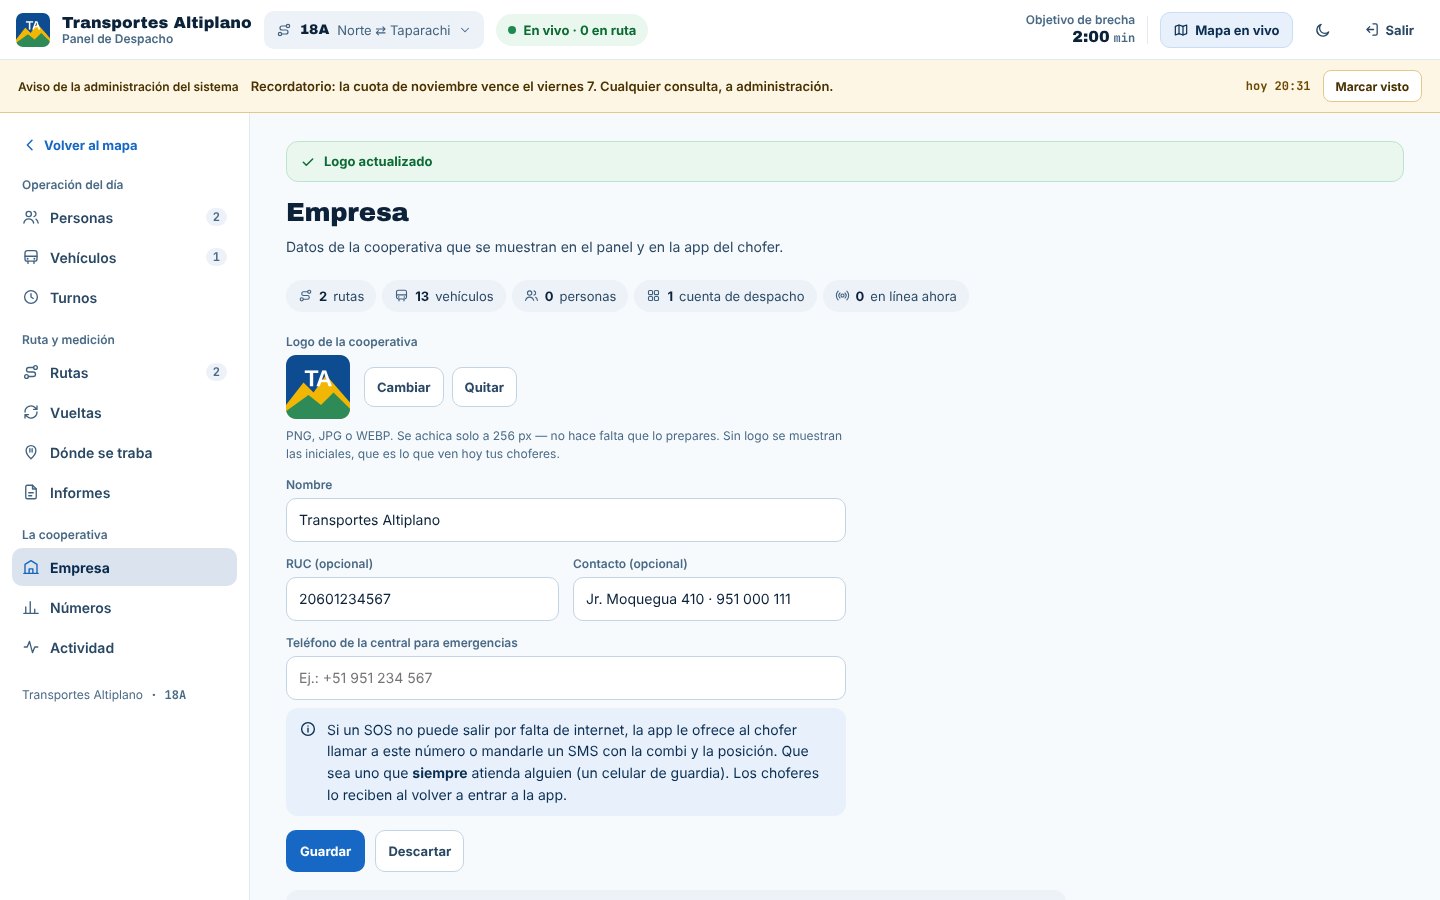 TA
Transportes Altiplano
Panel de Despacho
18A Norte ⇄ Taparachi
En vivo · 0 en ruta
Objetivo de brecha
2:00 min
Mapa en vivo
Salir
Aviso de la administración del sistema Recordatorio: la cuota de noviembre vence el viernes 7. Cualquier consulta, a administración.
hoy 20:31
Marcar visto
Volver al mapa
Operación del día
Personas 2
Vehículos 1
Turnos
Ruta y medición
Rutas 2
Vueltas
Dónde se traba
Informes
La cooperativa
Empresa
Números
Actividad
Transportes Altiplano · 18A
Logo actualizado
Empresa
Datos de la cooperativa que se muestran en el panel y en la app del chofer.
2 rutas
13 vehículos
0 personas
1 cuenta de despacho
0 en línea ahora
Logo de la cooperativa
TA
Cambiar
Quitar
PNG, JPG o WEBP. Se achica solo a 256 px — no hace falta que lo prepares. Sin logo se muestran
las iniciales, que es lo que ven hoy tus choferes.
Nombre
Transportes Altiplano
RUC (opcional)
20601234567
Contacto (opcional)
Jr. Moquegua 410 · 951 000 111
Teléfono de la central para emergencias
Ej.: +51 951 234 567
Si un SOS no puede salir por falta de internet, la app le ofrece al chofer
llamar a este número o mandarle un SMS con la combi y la posición. Que
sea uno que siempre atienda alguien (un celular de guardia). Los choferes
lo reciben al volver a entrar a la app.
Guardar
Descartar